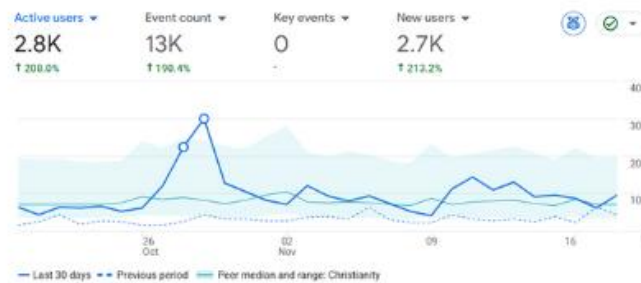 Active users Event count Key events New users
2.8K 13K 0 2.7K
↑ 208.0% ↑ 190.4% - ↑ 213.2%
40
30
20
10
26 02 09 16
Oct Nov
Last 30 days Previous period Peer median and range: Christianity